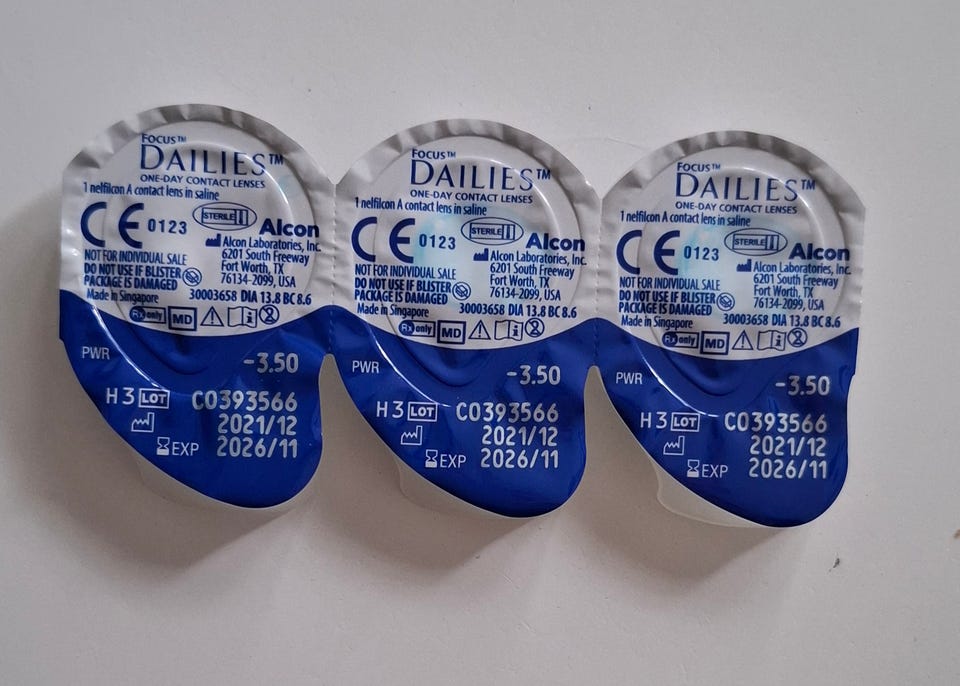 FOCUS™
DAILIES™
ONE-DAY CONTACT LENSES
1 nelfilcon A contact lens in saline
CE 0123
STERILE
Alcon
Alcon Laboratories, Inc.
6201 South Freeway
Fort Worth, TX
76134-2099, USA
NOT FOR INDIVIDUAL SALE
DO NOT USE IF BLISTER
PACKAGE IS DAMAGED
Made in Singapore
30003658 DIA 13.8 BC 8.6
Rx only MD
PWR -3.50
H3 LOT C0393566
2021/12
EXP 2026/11
FOCUS™
DAILIES™
ONE-DAY CONTACT LENSES
1 nelfilcon A contact lens in saline
CE 0123
STERILE
Alcon
Alcon Laboratories, Inc.
6201 South Freeway
Fort Worth, TX
76134-2099, USA
NOT FOR INDIVIDUAL SALE
DO NOT USE IF BLISTER
PACKAGE IS DAMAGED
Made in Singapore
30003658 DIA 13.8 BC 8.6
Rx only MD
PWR -3.50
H3 LOT C0393566
2021/12
EXP 2026/11
FOCUS™
DAILIES™
ONE-DAY CONTACT LENSES
1 nelfilcon A contact lens in saline
CE 0123
STERILE
Alcon
Alcon Laboratories, Inc.
6201 South Freeway
Fort Worth, TX
76134-2099, USA
NOT FOR INDIVIDUAL SALE
DO NOT USE IF BLISTER
PACKAGE IS DAMAGED
Made in Singapore
30003658 DIA 13.8 BC 8.6
Rx only MD
PWR -3.50
H3 LOT C0393566
2021/12
EXP 2026/11